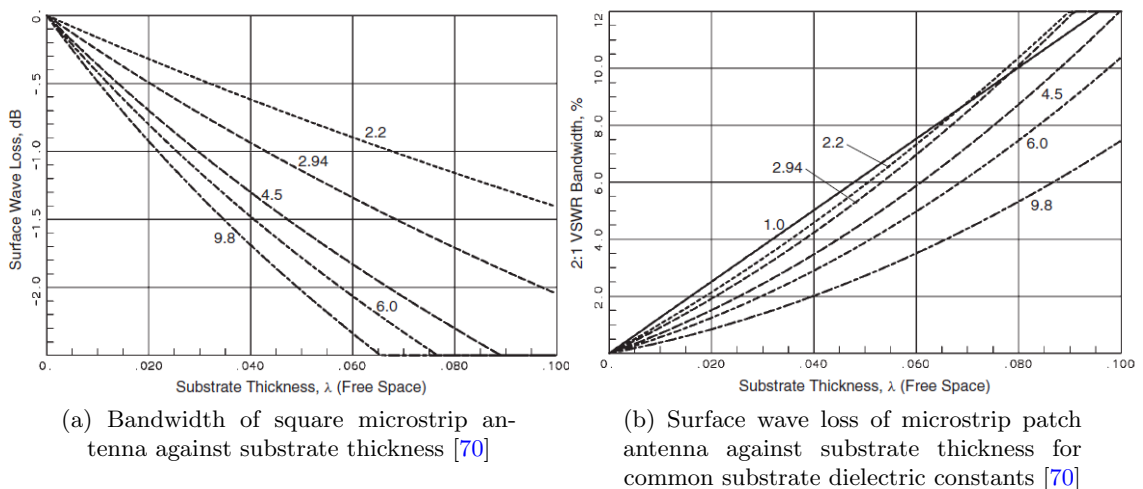 0.
-.5
-1.0
-1.5
-2.0
Surface Wave Loss, dB
2.2
2.94
4.5
9.8
6.0
0. .020 .040 .060 .080 .100
Substrate Thickness, λ (Free Space)
(a) Bandwidth of square microstrip an-
tenna against substrate thickness [70]
12
10.0
8.0
6.0
4.0
2.0
2:1 VSWR Bandwidth, %
4.5
2.2
6.0
2.94
9.8
1.0
0. .020 .040 .060 .080 .100
Substrate Thickness, λ (Free Space)
(b) Surface wave loss of microstrip patch
antenna against substrate thickness for
common substrate dielectric constants [70]